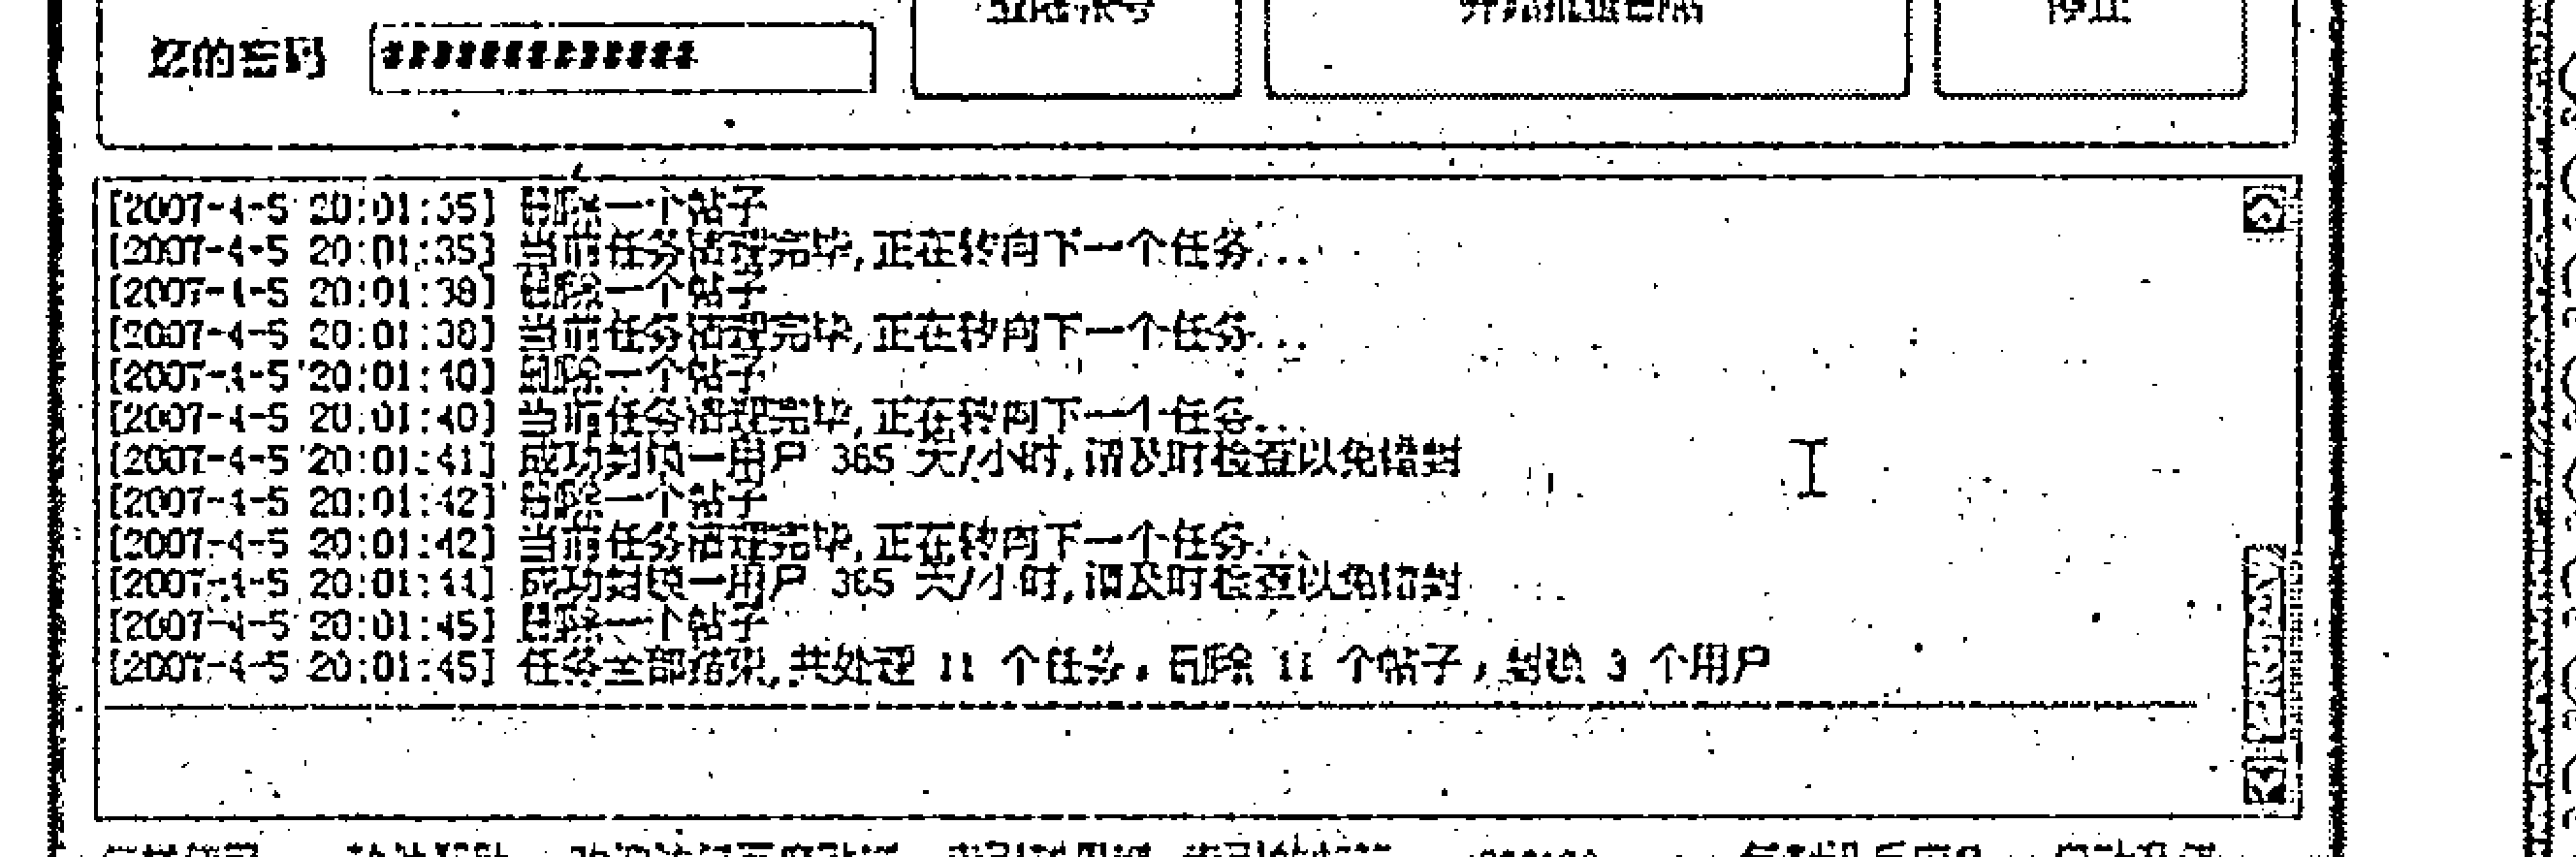 您的密码 *************
[2007-4-5 20:01:35] 删除一个帖子
[2007-4-5 20:01:35] 当前任务清理完毕,正在转向下一个任务...
[2007-4-5 20:01:38] 删除一个帖子
[2007-4-5 20:01:38] 当前任务清理完毕,正在转向下一个任务...
[2007-4-5 20:01:40] 删除一个帖子
[2007-4-5 20:01:40] 当前任务清理完毕,正在转向下一个任务...
[2007-4-5 20:01:41] 成功封锁一用户 365 天/小时,请及时检查以免错封
[2007-4-5 20:01:42] 删除一个帖子
[2007-4-5 20:01:42] 当前任务清理完毕,正在转向下一个任务...
[2007-4-5 20:01:44] 成功封锁一用户 365 天/小时,请及时检查以免错封
[2007-4-5 20:01:45] 删除一个帖子
[2007-4-5 20:01:45] 任务全部结束,共处理 11 个任务,删除 11 个帖子,封锁 3 个用户